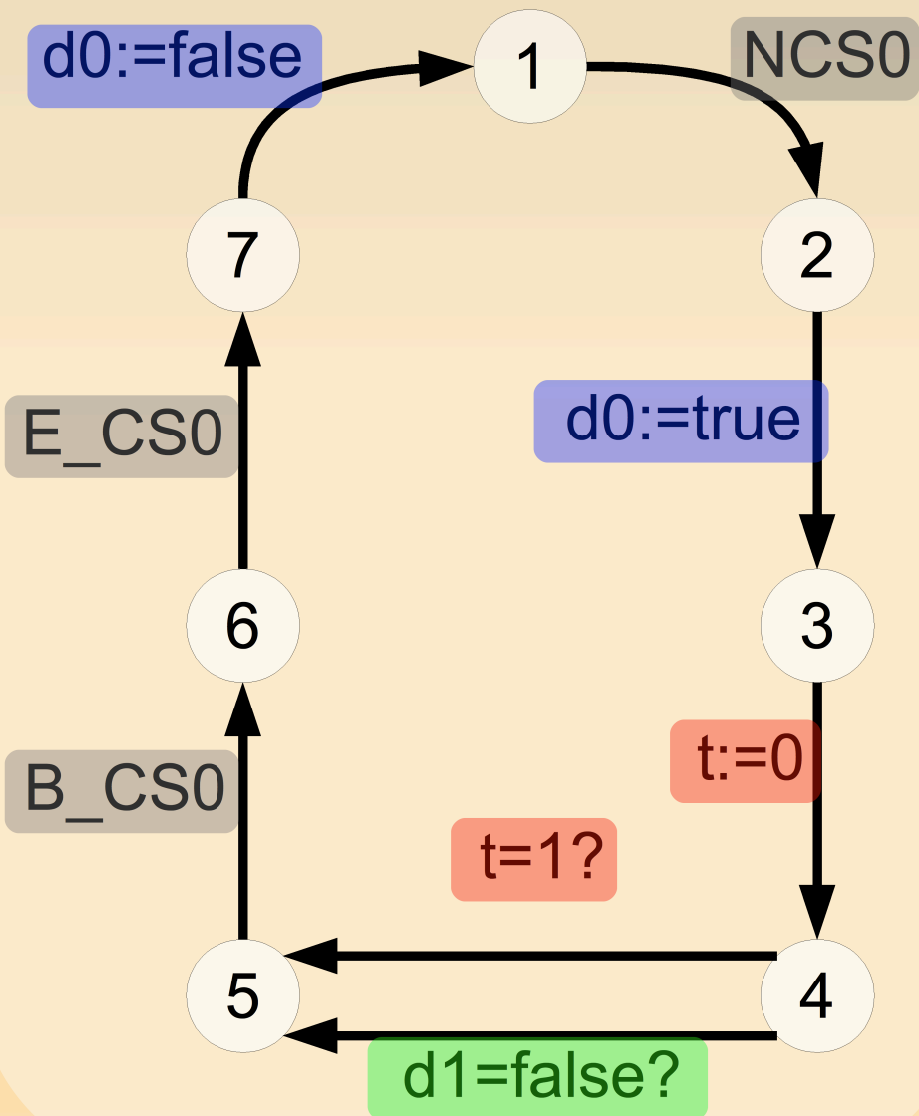 d0:=false
1
NCS0
7
2
d0:=true
E_CS0
6
3
t:=0
B_CS0
t=1?
5
4
d1=false?